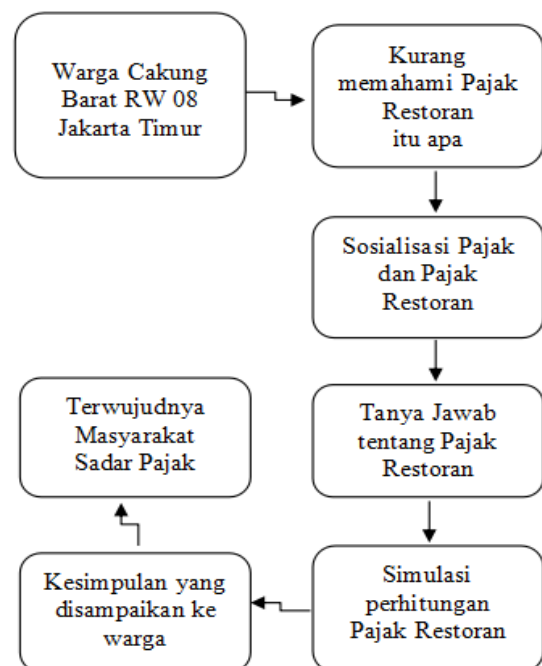 Warga Cakung
Barat RW 08
Jakarta Timur
Kurang
memahami Pajak
Restoran
itu apa
Sosialisasi Pajak
dan Pajak
Restoran
Tanya Jawab
tentang Pajak
Restoran
Simulasi
perhitungan
Pajak Restoran
Kesimpulan yang
disampaikan ke
warga
Terwujudnya
Masyarakat
Sadar Pajak